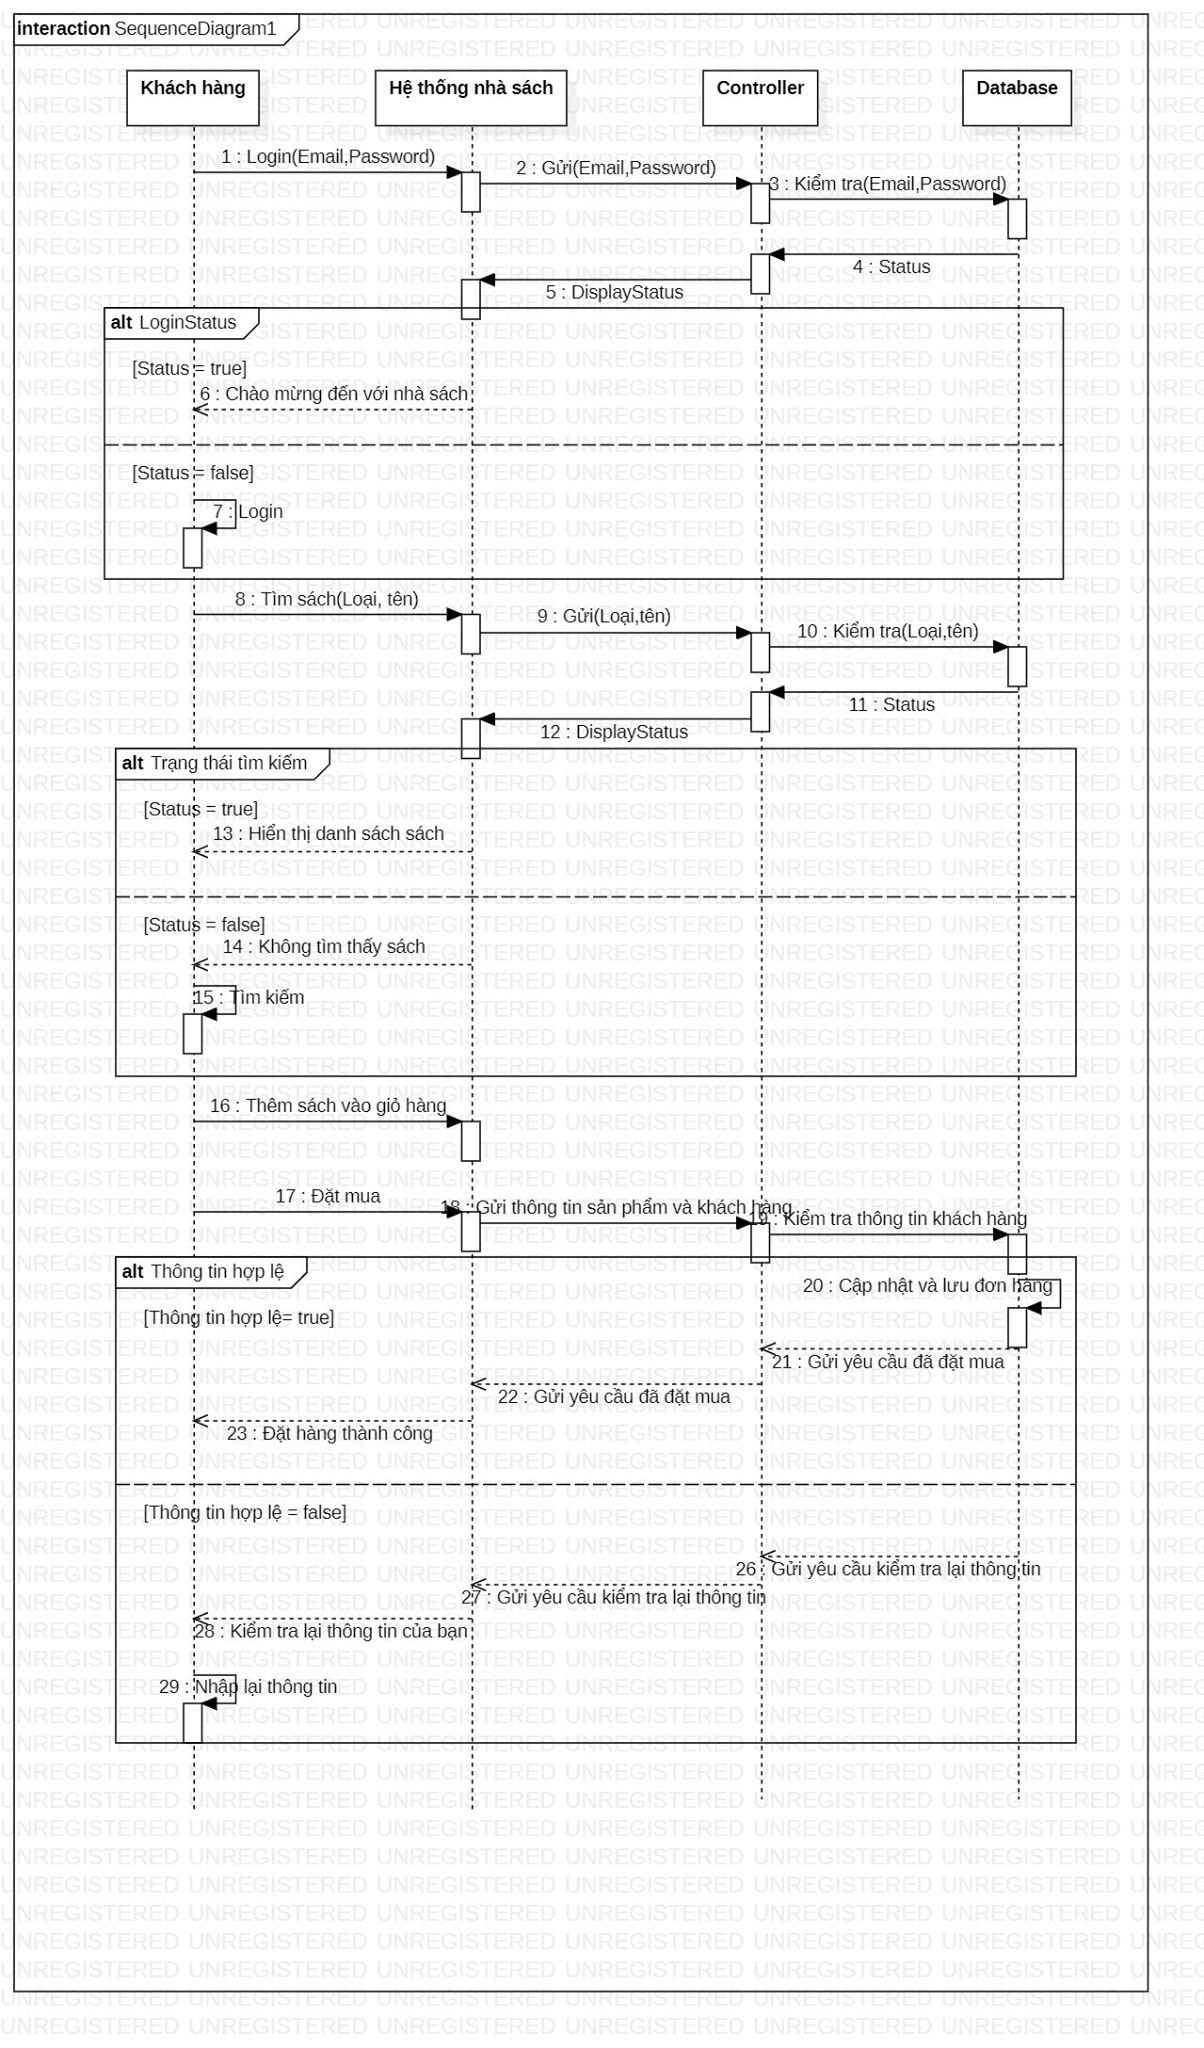 interaction SequenceDiagram1
Khách hàng
Hệ thống nhà sách
Controller
Database
1 : Login(Email,Password)
2 : Gửi(Email,Password)
3 : Kiểm tra(Email,Password)
4 : Status
5 : DisplayStatus
alt LoginStatus
[Status = true]
6 : Chào mừng đến với nhà sách
[Status = false]
7 : Login
8 : Tìm sách(Loại, tên)
9 : Gửi(Loại,tên)
10 : Kiểm tra(Loại,tên)
11 : Status
12 : DisplayStatus
alt Trạng thái tìm kiếm
[Status = true]
13 : Hiển thị danh sách sách
[Status = false]
14 : Không tìm thấy sách
15 : Tìm kiếm
16 : Thêm sách vào giỏ hàng
17 : Đặt mua
18 : Gửi thông tin sản phẩm và khách hàng
19 : Kiểm tra thông tin khách hàng
alt Thông tin hợp lệ
20 : Cập nhật và lưu đơn hàng
[Thông tin hợp lệ= true]
21 : Gửi yêu cầu đã đặt mua
22 : Gửi yêu cầu đã đặt mua
23 : Đặt hàng thành công
[Thông tin hợp lệ = false]
26 : Gửi yêu cầu kiểm tra lại thông tin
27 : Gửi yêu cầu kiểm tra lại thông tin
28 : Kiểm tra lại thông tin của bạn
29 : Nhập lại thông tin
UNREGISTERED